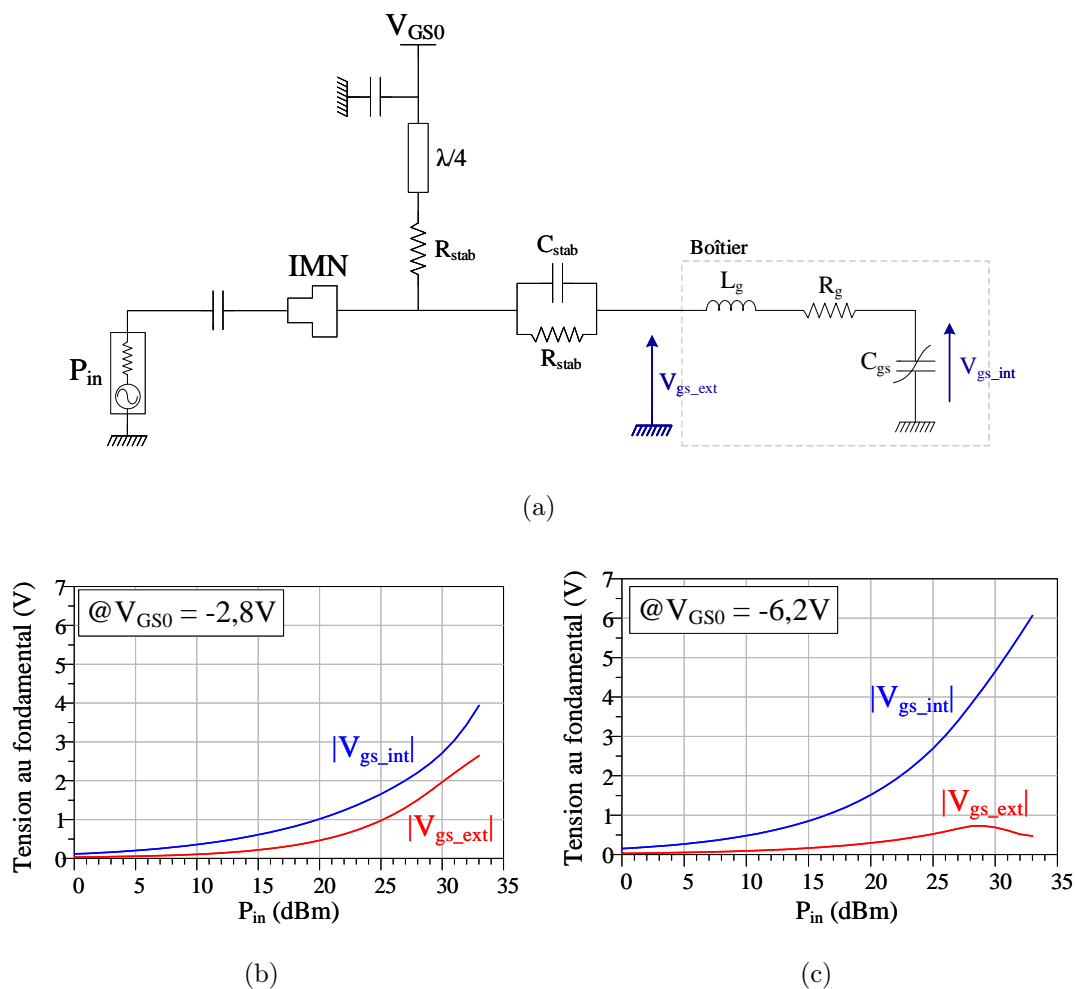 V_GS0
λ/4
R_stab
C_stab
Boîtier
IMN
L_g
R_g
P_in
R_stab
V_gs_ext
C_gs
V_gs_int
(a)
Tension au fondamental (V)
7
6
5
4
3
2
1
0
@V_GS0 = -2,8V
|V_gs_int|
|V_gs_ext|
0 5 10 15 20 25 30 35
P_in (dBm)
(b)
Tension au fondamental (V)
7
6
5
4
3
2
1
0
@V_GS0 = -6,2V
|V_gs_int|
|V_gs_ext|
0 5 10 15 20 25 30 35
P_in (dBm)
(c)